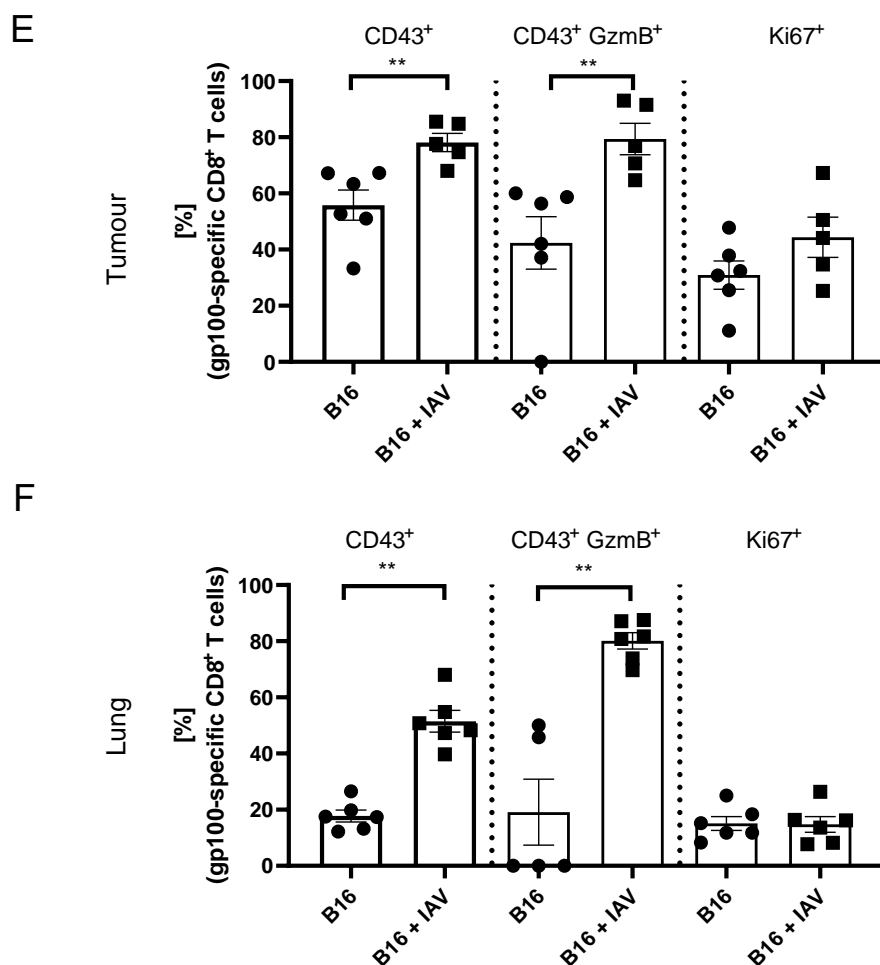 E
CD43⁺ CD43⁺ GzmB⁺ Ki67⁺
** **
100
80
60
40
20
0
[%]
(gp100-specific CD8⁺ T cells)
Tumour
B16 B16 + IAV B16 B16 + IAV B16 B16 + IAV
F
CD43⁺ CD43⁺ GzmB⁺ Ki67⁺
** **
100
80
60
40
20
0
[%]
(gp100-specific CD8⁺ T cells)
Lung
B16 B16 + IAV B16 B16 + IAV B16 B16 + IAV